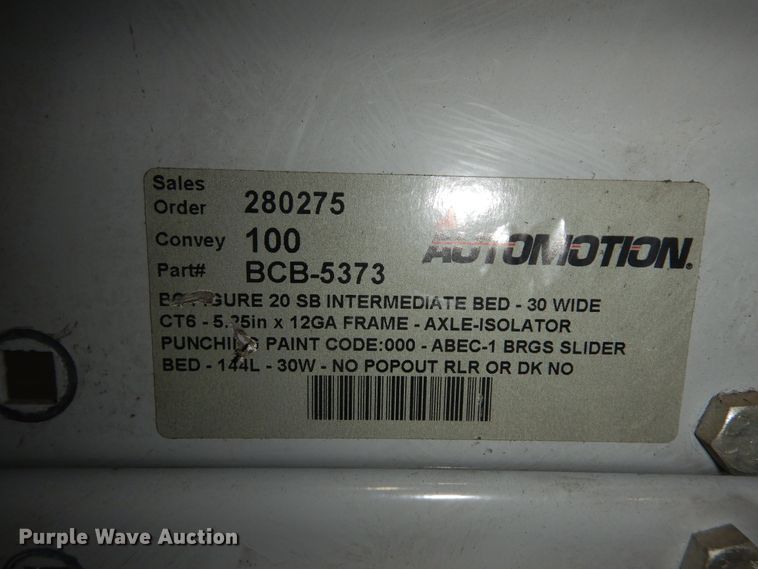 Sales
Order 280275
Convey 100
Part# BCB-5373
AUTOMOTION.
20 SB INTERMEDIATE BED - 30 WIDE
CT6 - 5.25in x 12GA FRAME - AXLE-ISOLATOR
PUNCHING PAINT CODE:000 - ABEC-1 BRGS SLIDER
BED - 144L - 30W - NO POPOUT RLR OR DK NO
Purple Wave Auction